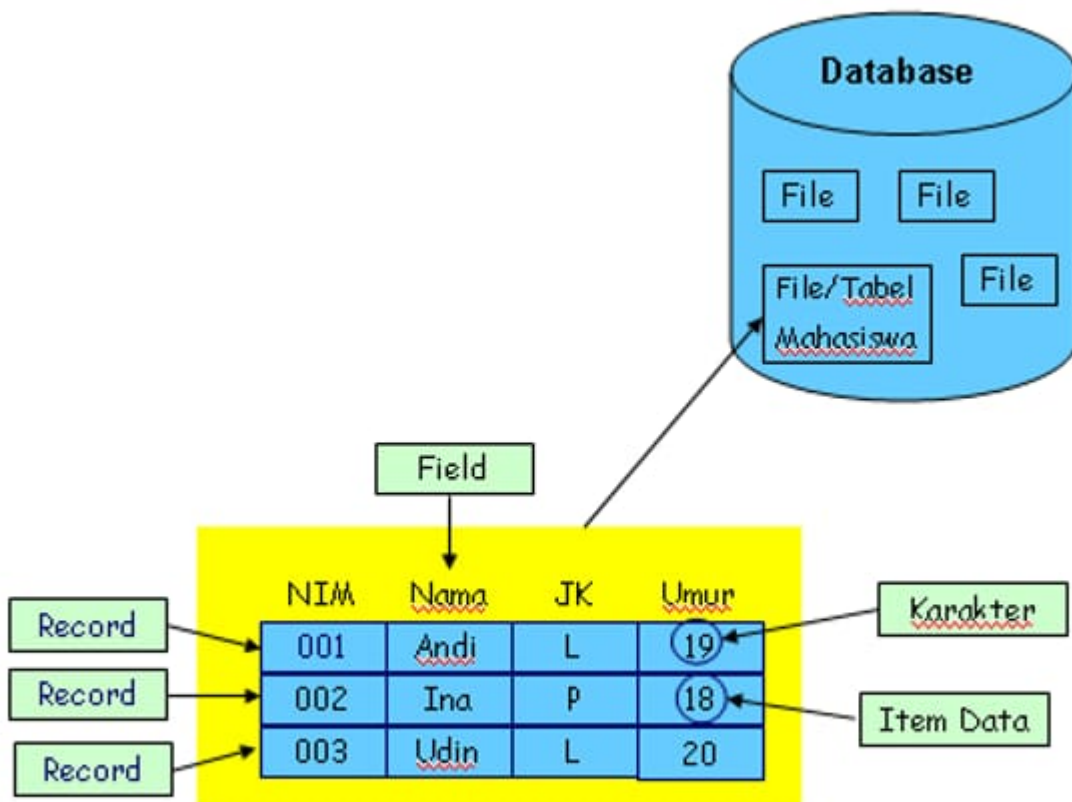 Database
File File
File/Tabel
Mahasiswa
File
Field
NIM Nama JK Umur
Record
001 Andi L 19
Karakter
Record
002 Ina P 18
Item Data
Record
003 Udin L 20